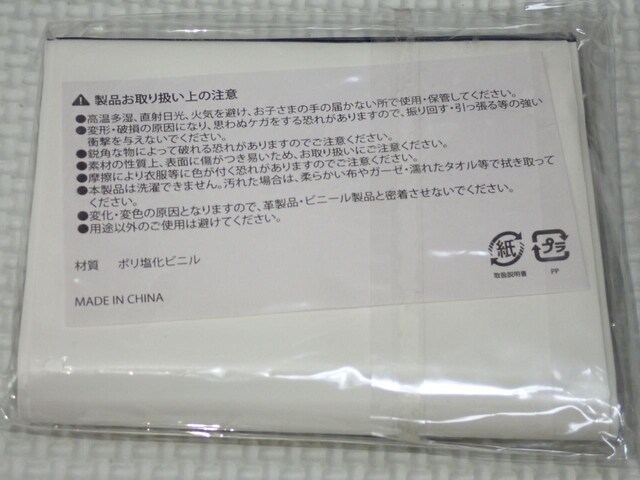 ⚠ 製品お取り扱い上の注意
●高温多湿、直射日光、火気を避け、お子さまの手の届かない所で使用・保管してください。
●変形・破損の原因になり、思わぬケガをする恐れがありますので、振り回す・引っ張る等の強い
衝撃を与えないでください。
●鋭角な物によって破れる恐れがありますのでご注意ください。
●素材の性質上、表面に傷がつき易いため、お取り扱いにご注意ください。
●摩擦により衣服等に色が付く恐れがありますのでご注意ください。
●本製品は洗濯できません。汚れた場合は、柔らかい布やガーゼ・濡れたタオル等で拭き取って
ください。
●変化・変色の原因となりますので、革製品・ビニール製品と密着させないでください。
●用途以外のご使用は避けてください。
材質 ポリ塩化ビニル
MADE IN CHINA
紙
取扱説明書
プラ
PP